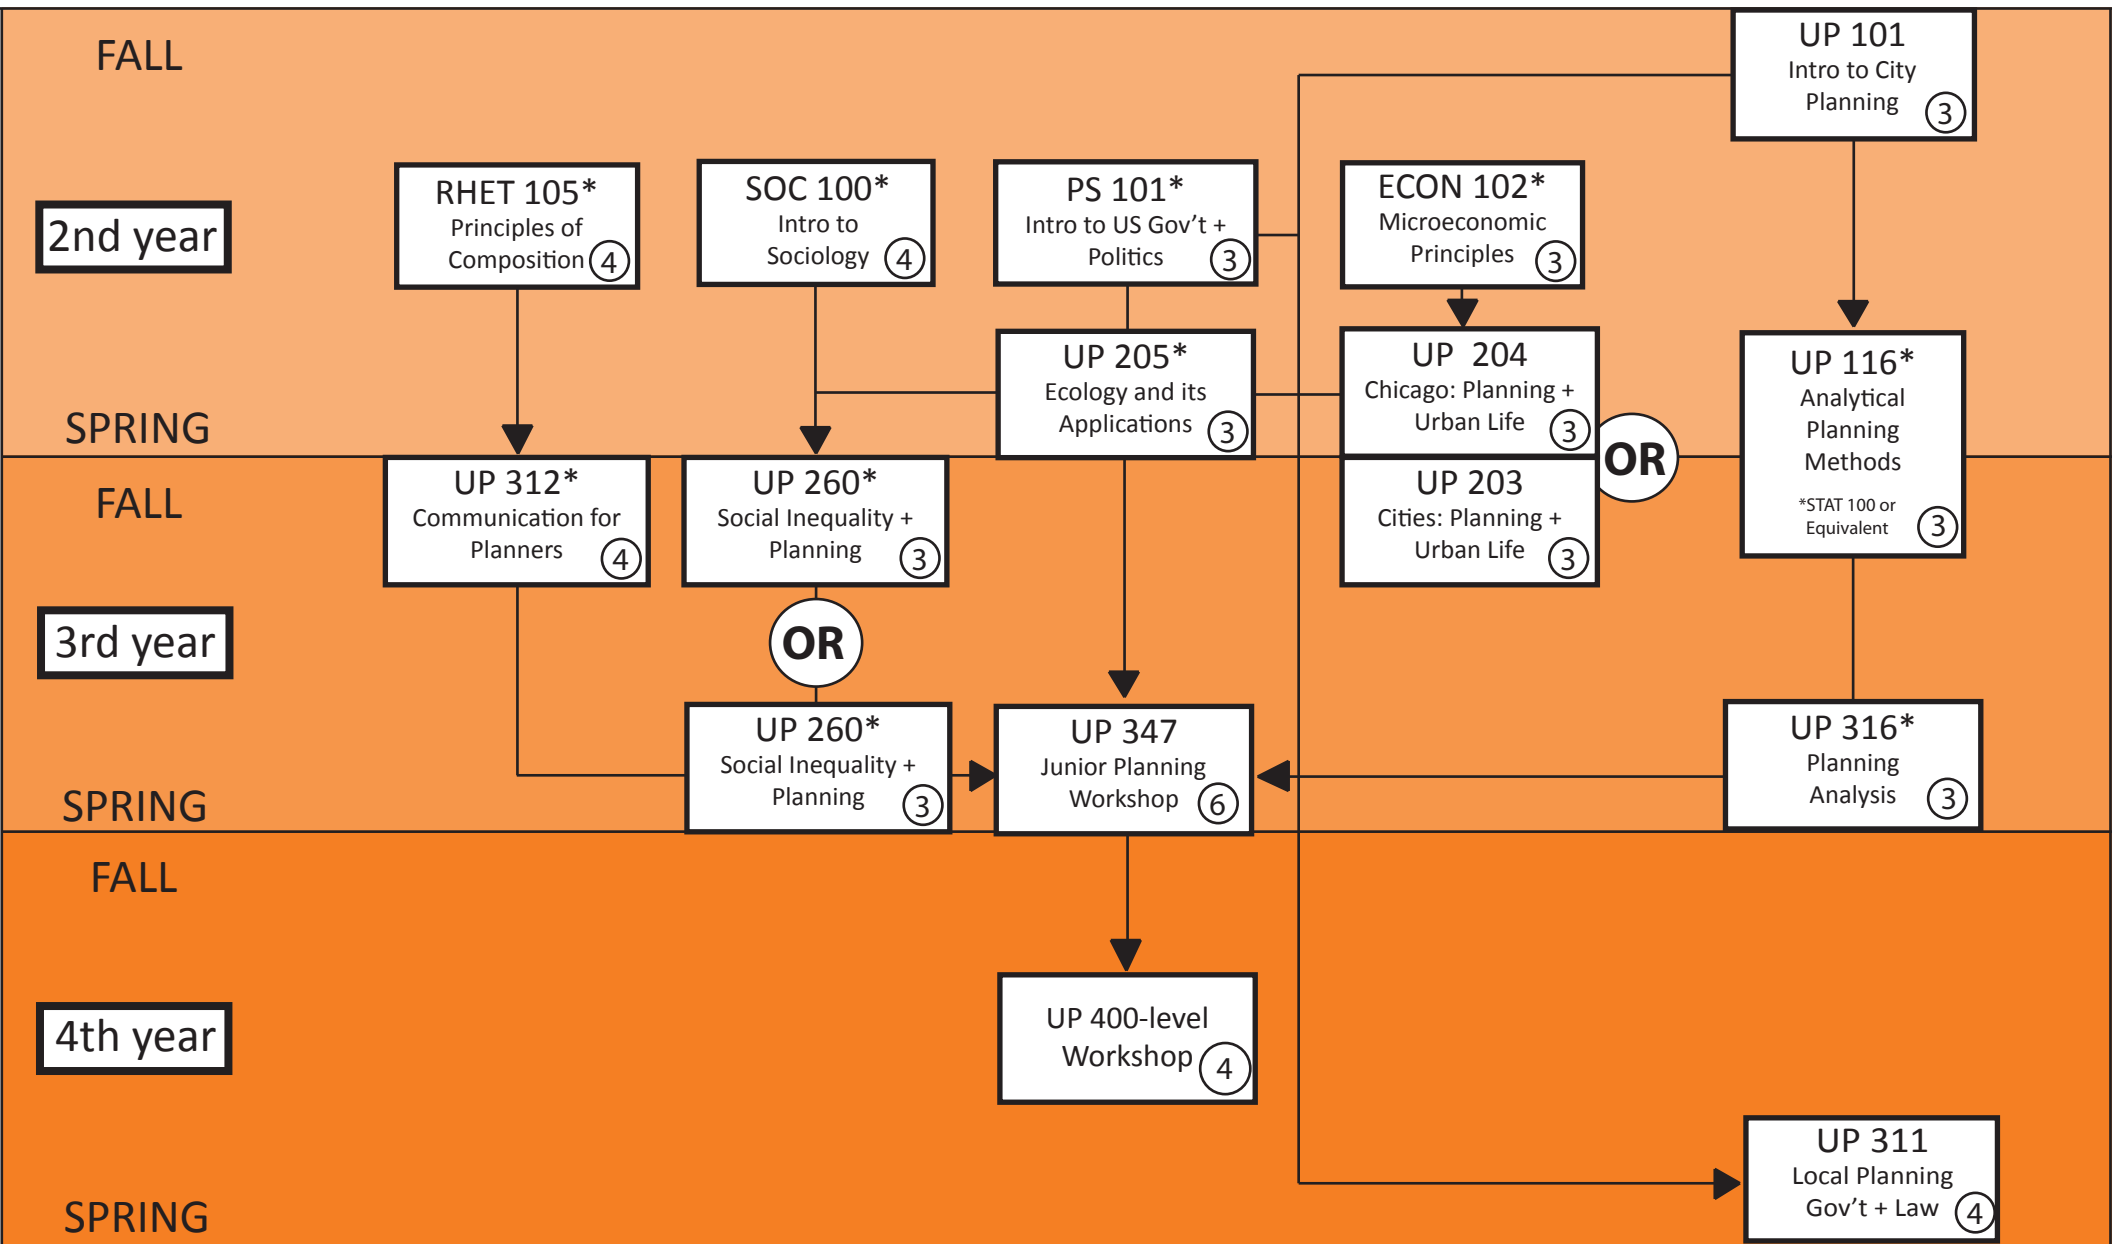 FALL
UP 101
Intro to City
Planning
3
2nd year
RHET 105*
Principles of
Composition
4
SOC 100*
Intro to
Sociology
4
PS 101*
Intro to US Gov’t +
Politics
3
ECON 102*
Microeconomic
Principles
3
SPRING
UP 205*
Ecology and its
Applications
3
UP 204
Chicago: Planning +
Urban Life
3
OR
UP 116*
Analytical
Planning
Methods
*STAT 100 or
Equivalent
3
FALL
UP 312*
Communication for
Planners
4
UP 260*
Social Inequality +
Planning
3
UP 203
Cities: Planning +
Urban Life
3
3rd year
OR
SPRING
UP 260*
Social Inequality +
Planning
3
UP 347
Junior Planning
Workshop
6
UP 316*
Planning
Analysis
3
FALL
4th year
UP 400-level
Workshop
4
SPRING
UP 311
Local Planning
Gov’t + Law
4